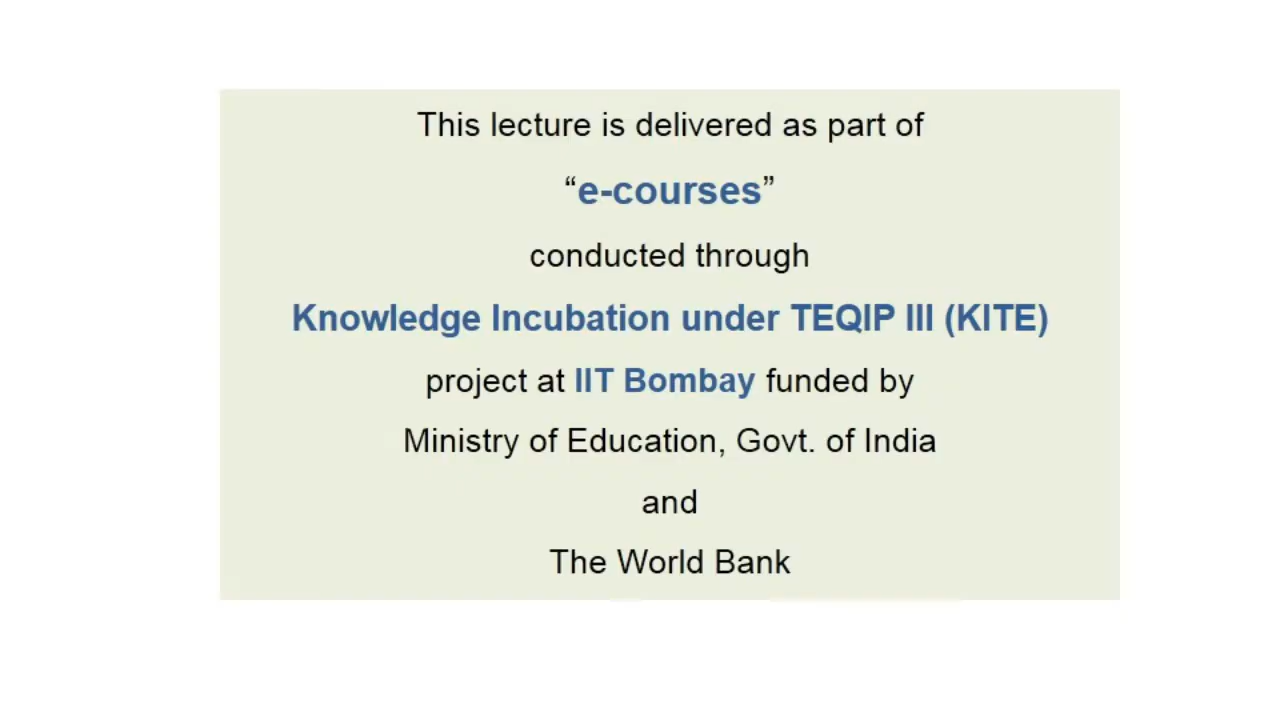 This lecture is delivered as part of
“e-courses”
conducted through
Knowledge Incubation under TEQIP III (KITE)
project at IIT Bombay funded by
Ministry of Education, Govt. of India
and
The World Bank